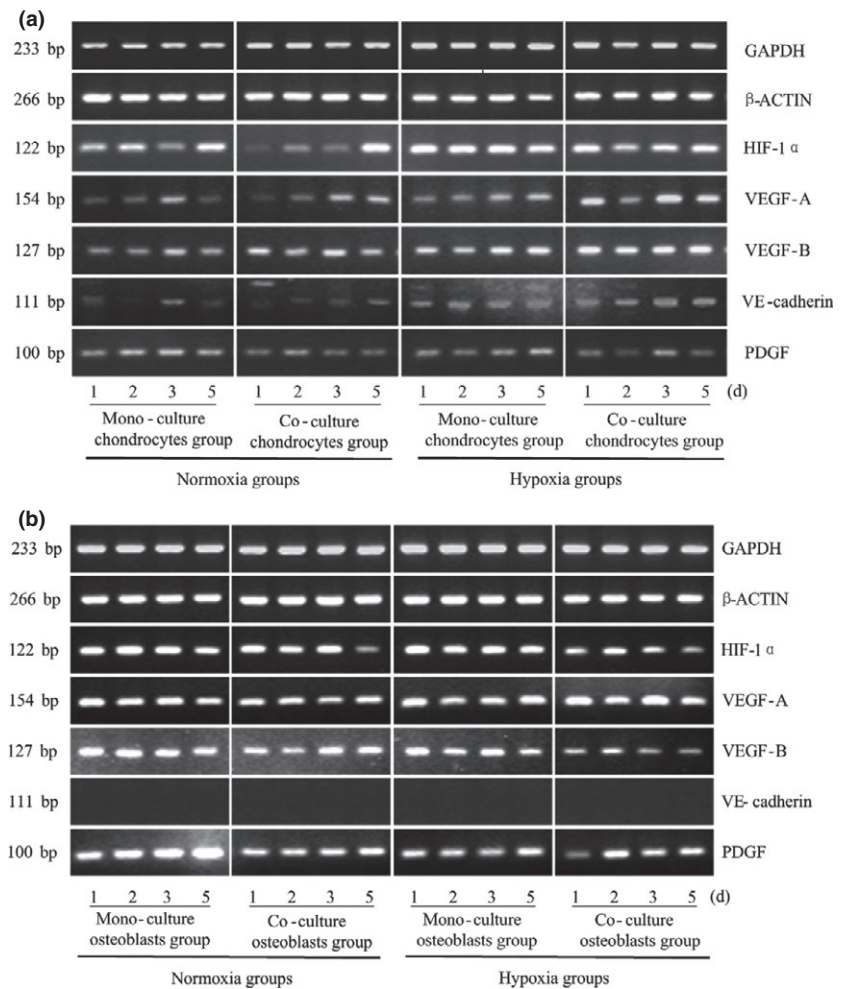 (a)
233 bp GAPDH
266 bp β-ACTIN
122 bp HIF-1 α
154 bp VEGF-A
127 bp VEGF-B
111 bp VE-cadherin
100 bp PDGF
1 2 3 5 1 2 3 5 1 2 3 5 1 2 3 5 (d)
Mono-culture Co-culture Mono-culture Co-culture
chondrocytes group chondrocytes group chondrocytes group chondrocytes group
Normoxia groups Hypoxia groups
(b)
233 bp GAPDH
266 bp β-ACTIN
122 bp HIF-1 α
154 bp VEGF-A
127 bp VEGF-B
111 bp VE- cadherin
100 bp PDGF
1 2 3 5 1 2 3 5 1 2 3 5 1 2 3 5 (d)
Mono-culture Co-culture Mono-culture Co-culture
osteoblasts group osteoblasts group osteoblasts group osteoblasts group
Normoxia groups Hypoxia groups